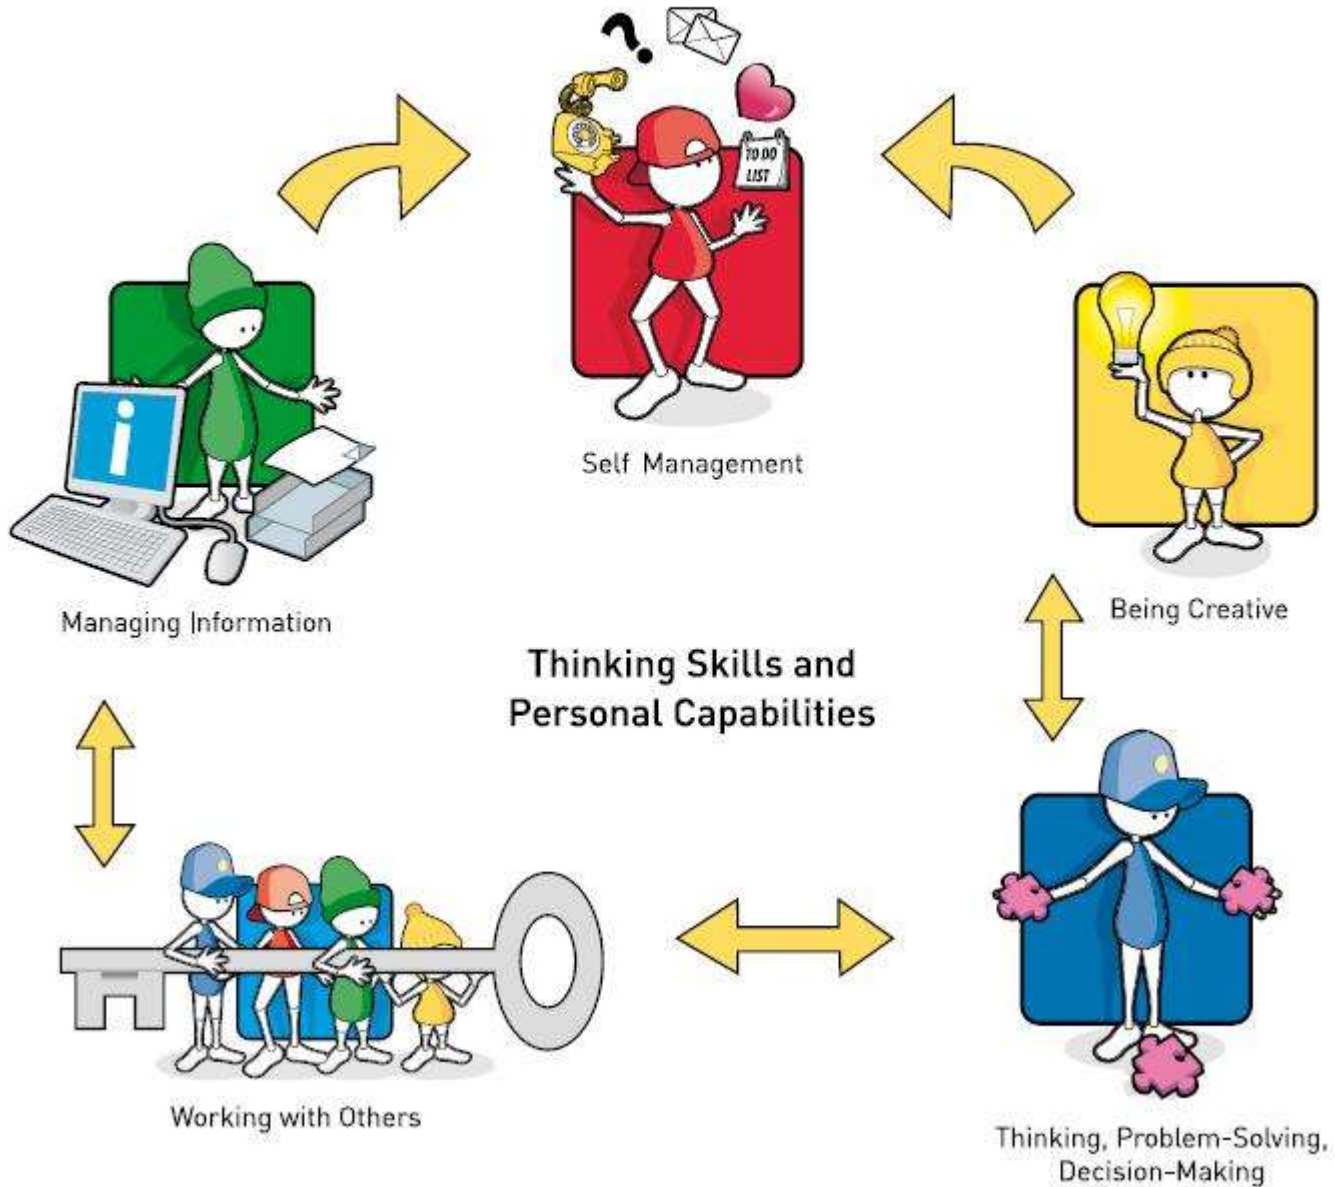 ?
TO DO
LIST
Self Management
i
Managing Information
Being Creative
Thinking Skills and
Personal Capabilities
Working with Others
Thinking, Problem-Solving,
Decision-Making